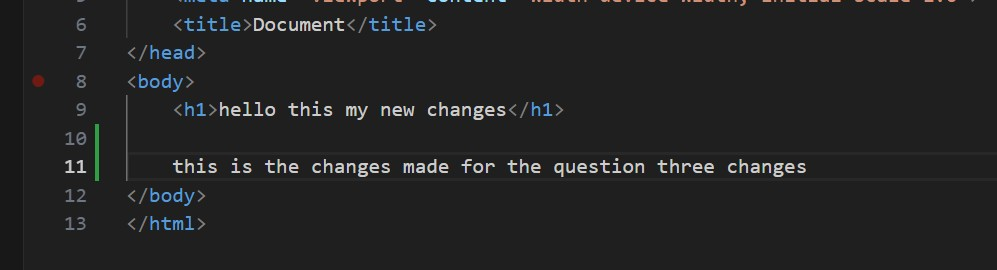 6 <title>Document</title>
7 </head>
8 <body>
9 <h1>hello this my new changes</h1>
10
11 this is the changes made for the question three changes
12 </body>
13 </html>